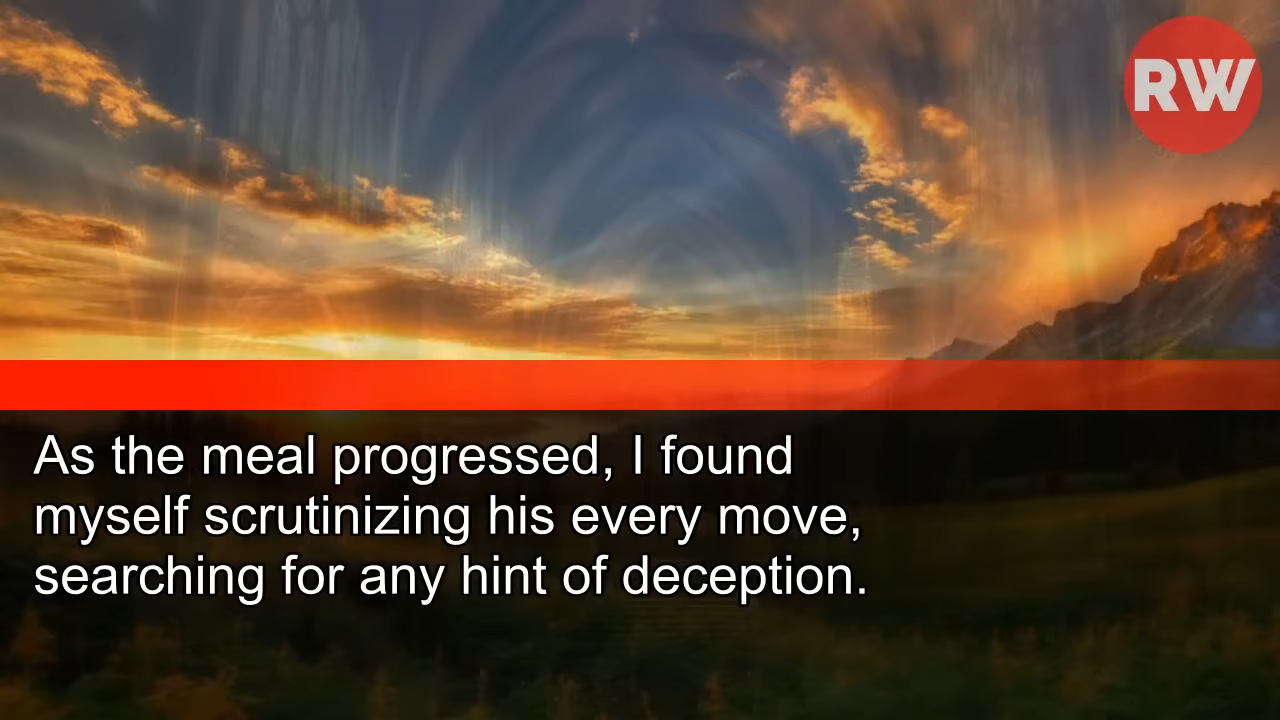 RW
As the meal progressed, I found
myself scrutinizing his every move,
searching for any hint of deception.